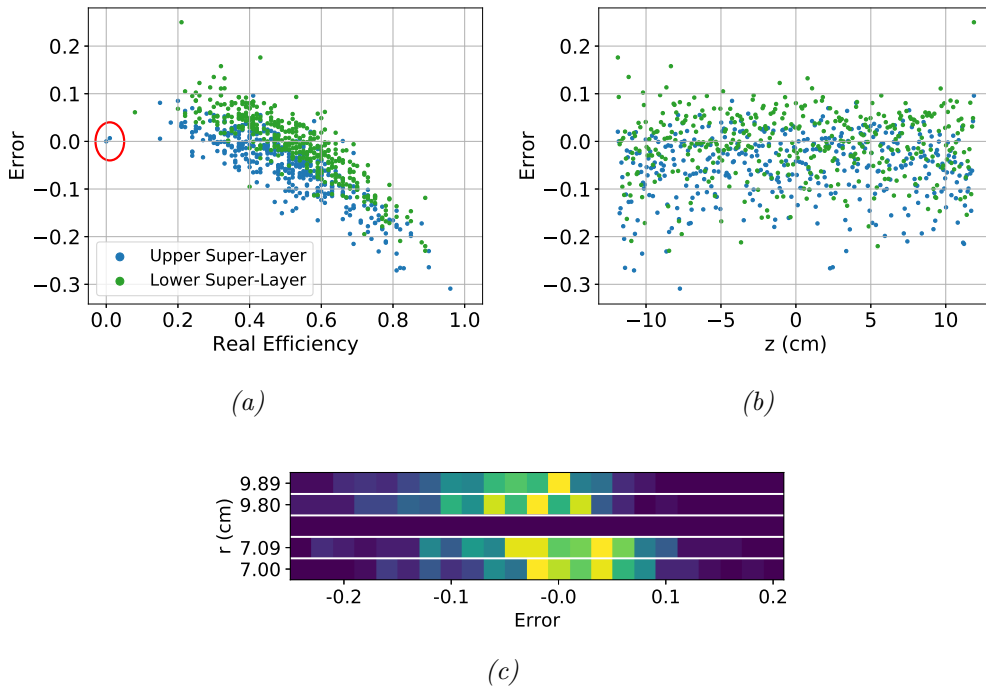 0.2
0.1
0.0
−0.1
−0.2
−0.3
Error
Upper Super-Layer
Lower Super-Layer
0.0 0.2 0.4 0.6 0.8 1.0
Real Efficiency
(a)
0.2
0.1
0.0
−0.1
−0.2
−0.3
Error
−10 −5 0 5 10
z (cm)
(b)
9.89
9.80
7.09
7.00
r (cm)
-0.2 -0.1 -0.0 0.1 0.2
Error
(c)